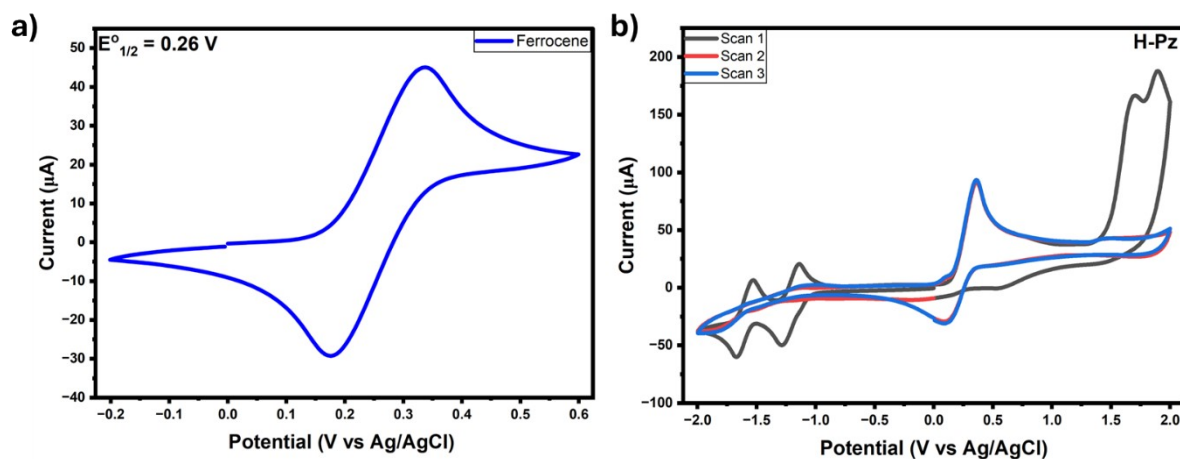 a)
E°1/2 = 0.26 V
Ferrocene
50
40
30
20
10
0
−10
−20
−30
−40
Current (µA)
−0.2 −0.1 0.0 0.1 0.2 0.3 0.4 0.5 0.6
Potential (V vs Ag/AgCl)
b)
Scan 1
Scan 2
Scan 3
H-Pz
225
200
150
100
50
0
−50
−100
Current (µA)
−2.0 −1.5 −1.0 −0.5 0.0 0.5 1.0 1.5 2.0
Potential (V vs Ag/AgCl)